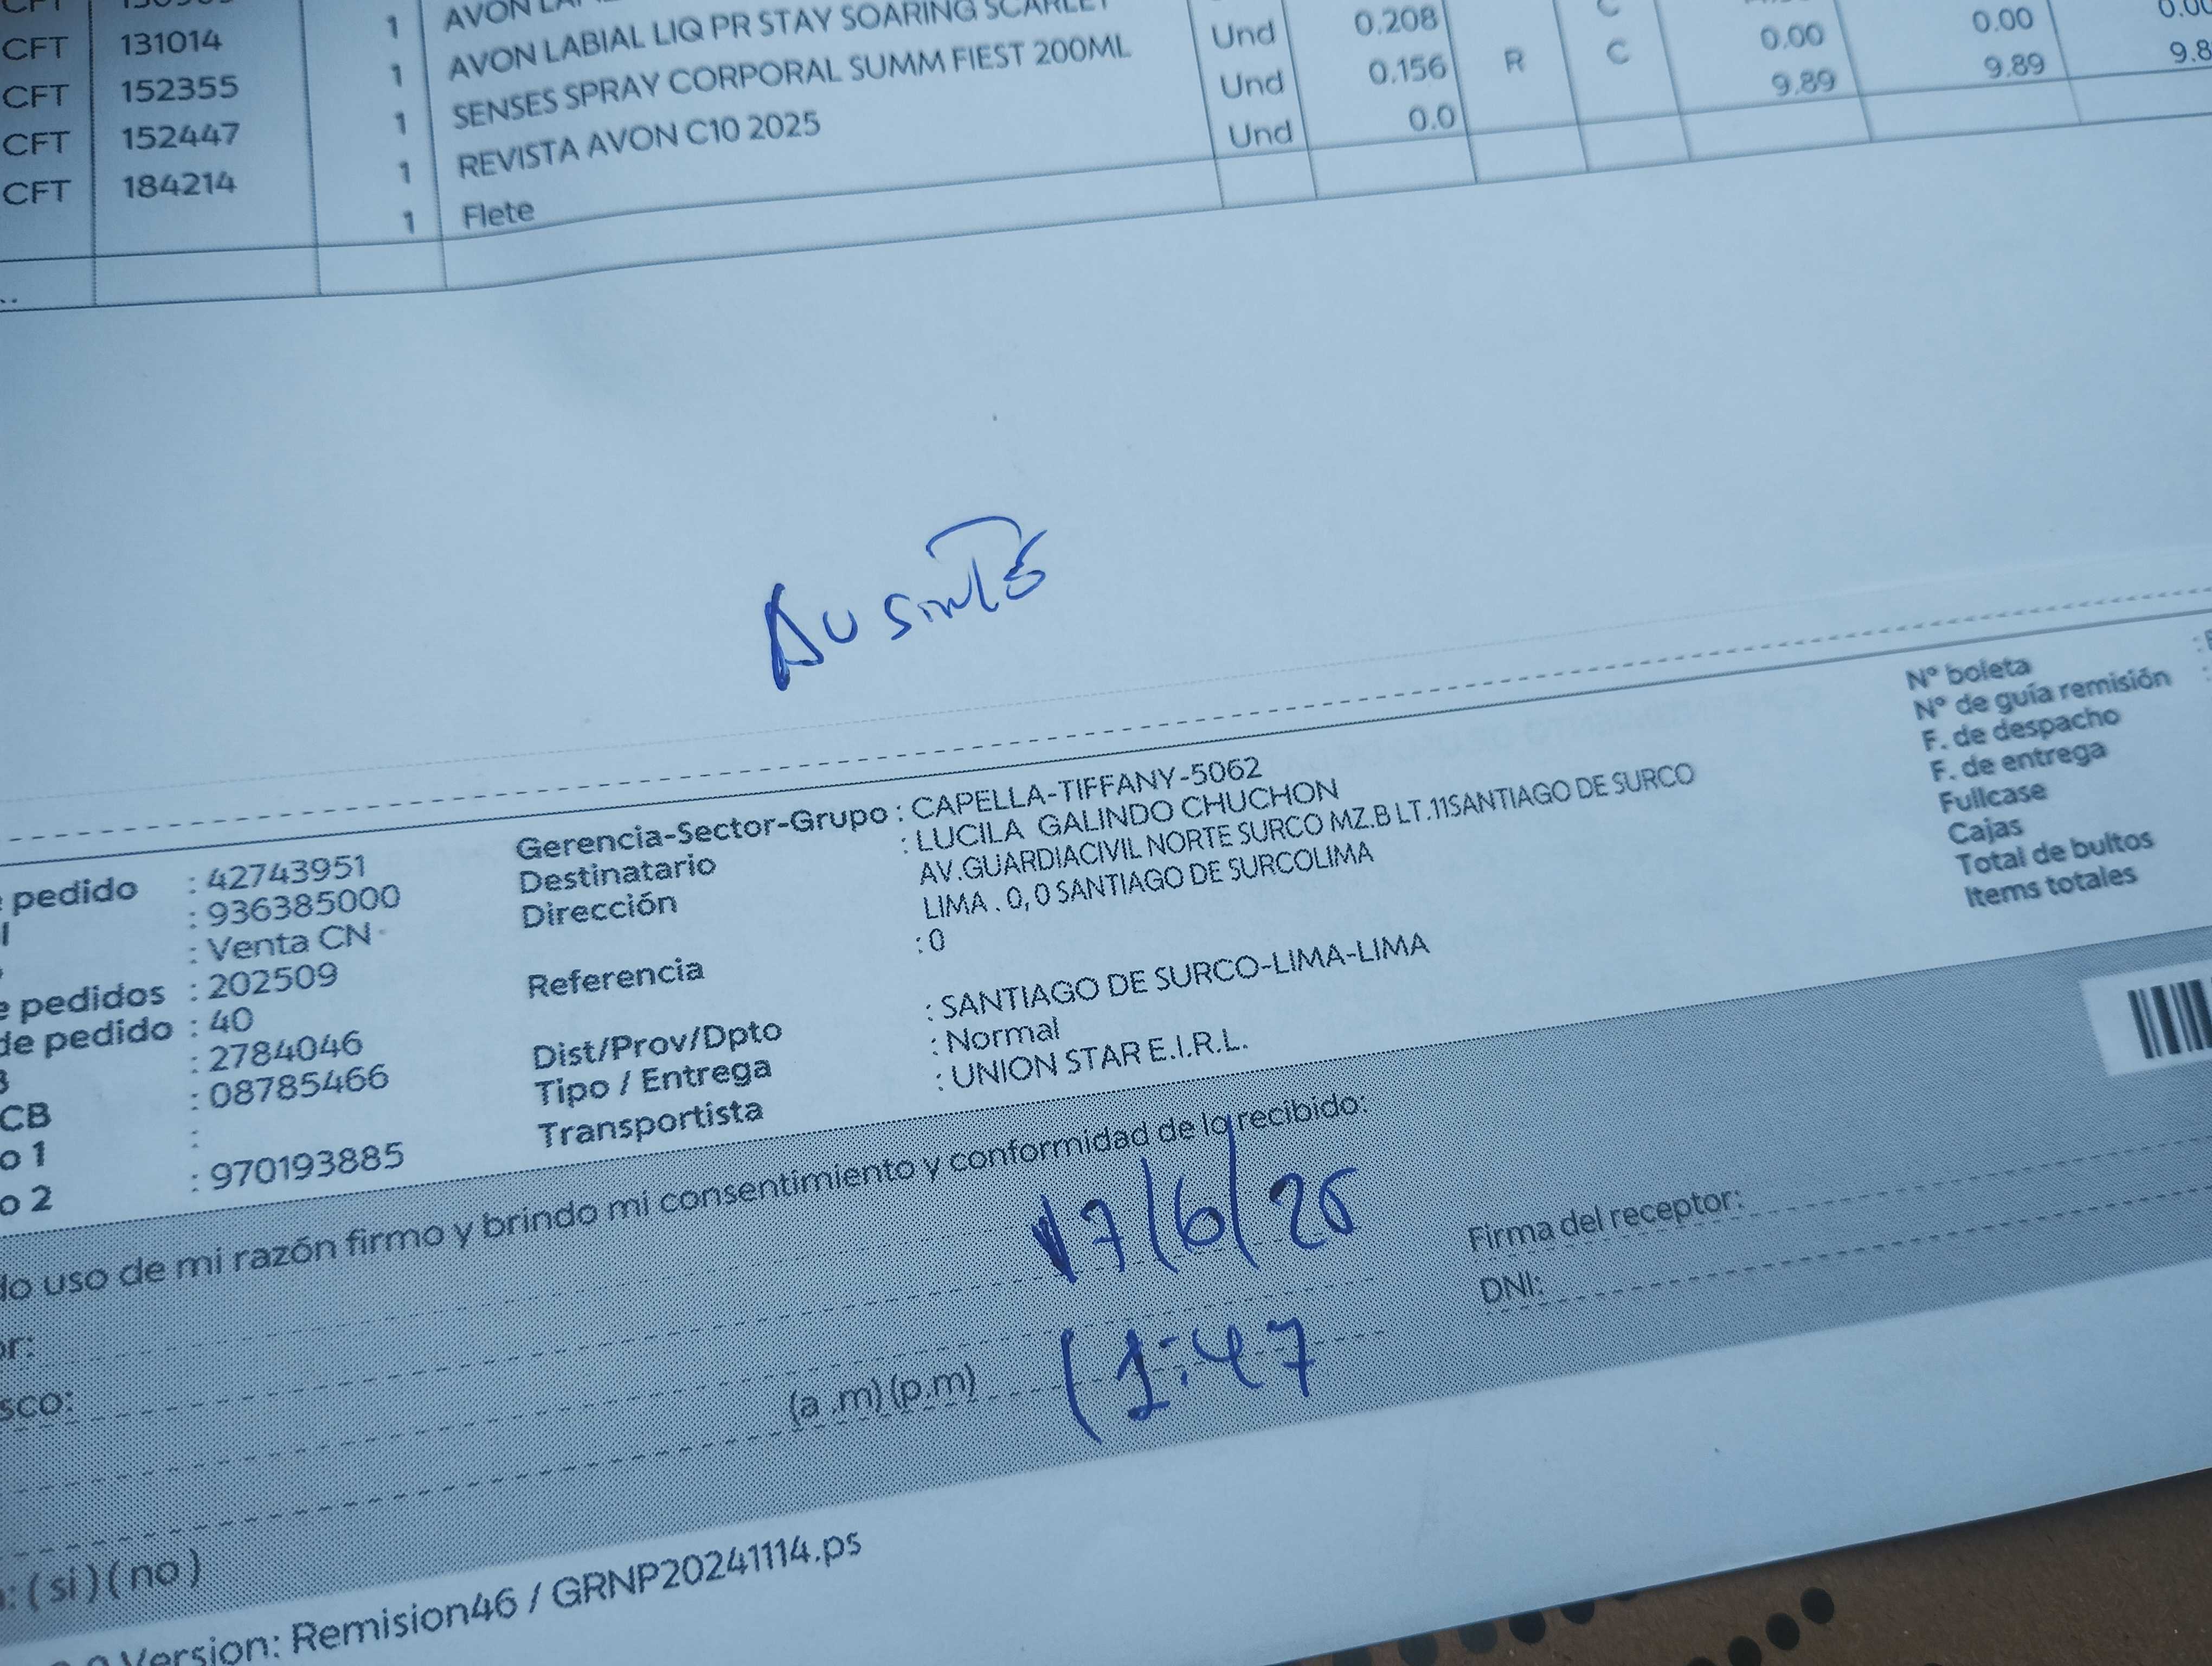 CFT 131014 1 AVON LABIAL LIQ PR STAY SOARING SCARLET Und 0.208 C
CFT 152355 1 SENSES SPRAY CORPORAL SUMM FIEST 200ML Und 0.156 R C 0.00 0.00
CFT 152447 1 REVISTA AVON C10 2025 Und 0.0 9.89 9.89 9.8
CFT 184214 1 Flete
1
..
Ausinte
pedido : 42743951
: 936385000
: Venta CN
e pedidos : 202509
de pedido : 40
: 2784046
CB : 08785466
o 1 :
o 2 : 970193885
Gerencia-Sector-Grupo : CAPELLA-TIFFANY-5062
Destinatario : LUCILA GALINDO CHUCHON
Dirección AV.GUARDIACIVIL NORTE SURCO MZ.B LT.11SANTIAGO DE SURCO
LIMA . 0, 0 SANTIAGO DE SURCOLIMA
Referencia : 0
Dist/Prov/Dpto : SANTIAGO DE SURCO-LIMA-LIMA
Tipo / Entrega : Normal
Transportista : UNION STAR E.I.R.L.
Nº boleta
Nº de guía remisión
F. de despacho
F. de entrega
Fullcase
Cajas
Total de bultos
Items totales
do uso de mi razón firmo y brindo mi consentimiento y conformidad de lo recibido:
or: 17/6/25 Firma del receptor:
sco: (a .m) (p.m) (1:47 DNI:
: ( si ) ( no )
Version: Remision46 / GRNP20241114.ps